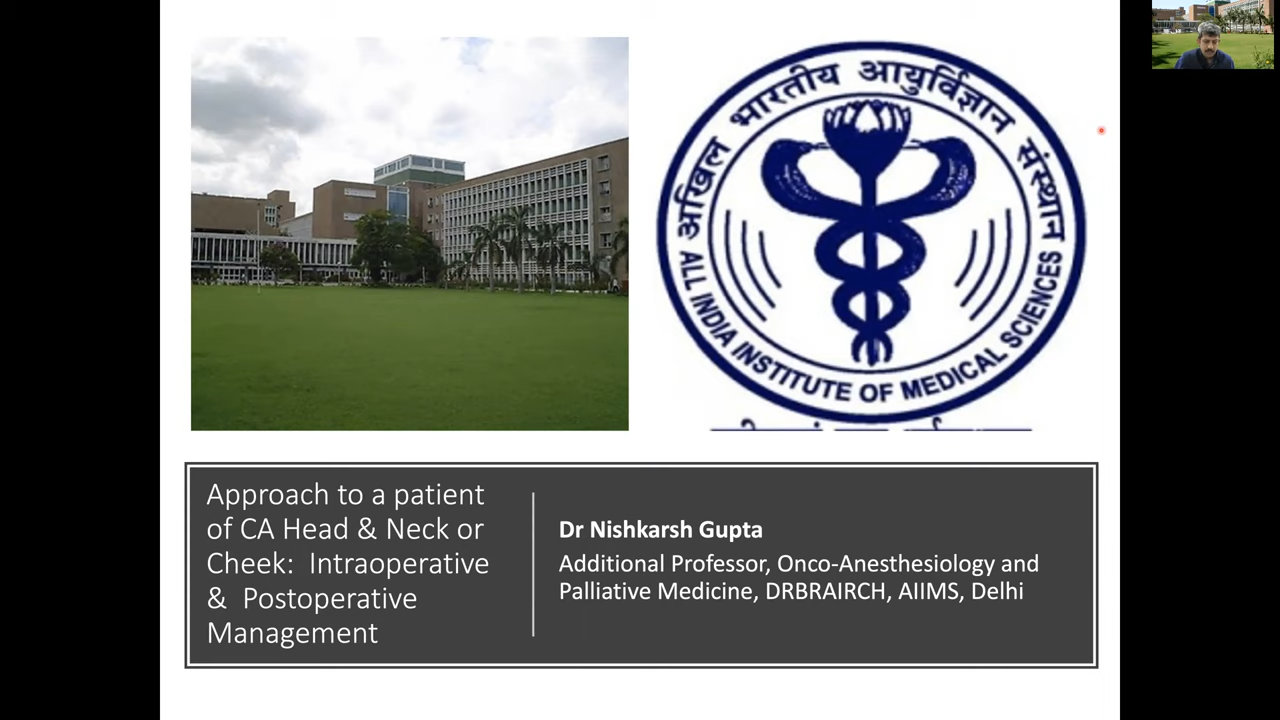 अखिल भारतीय आयुर्विज्ञान संस्थान
ALL INDIA INSTITUTE OF MEDICAL SCIENCES
Approach to a patient
of CA Head & Neck or
Cheek: Intraoperative
& Postoperative
Management
Dr Nishkarsh Gupta
Additional Professor, Onco-Anesthesiology and
Palliative Medicine, DRBRAIRCH, AIIMS, Delhi